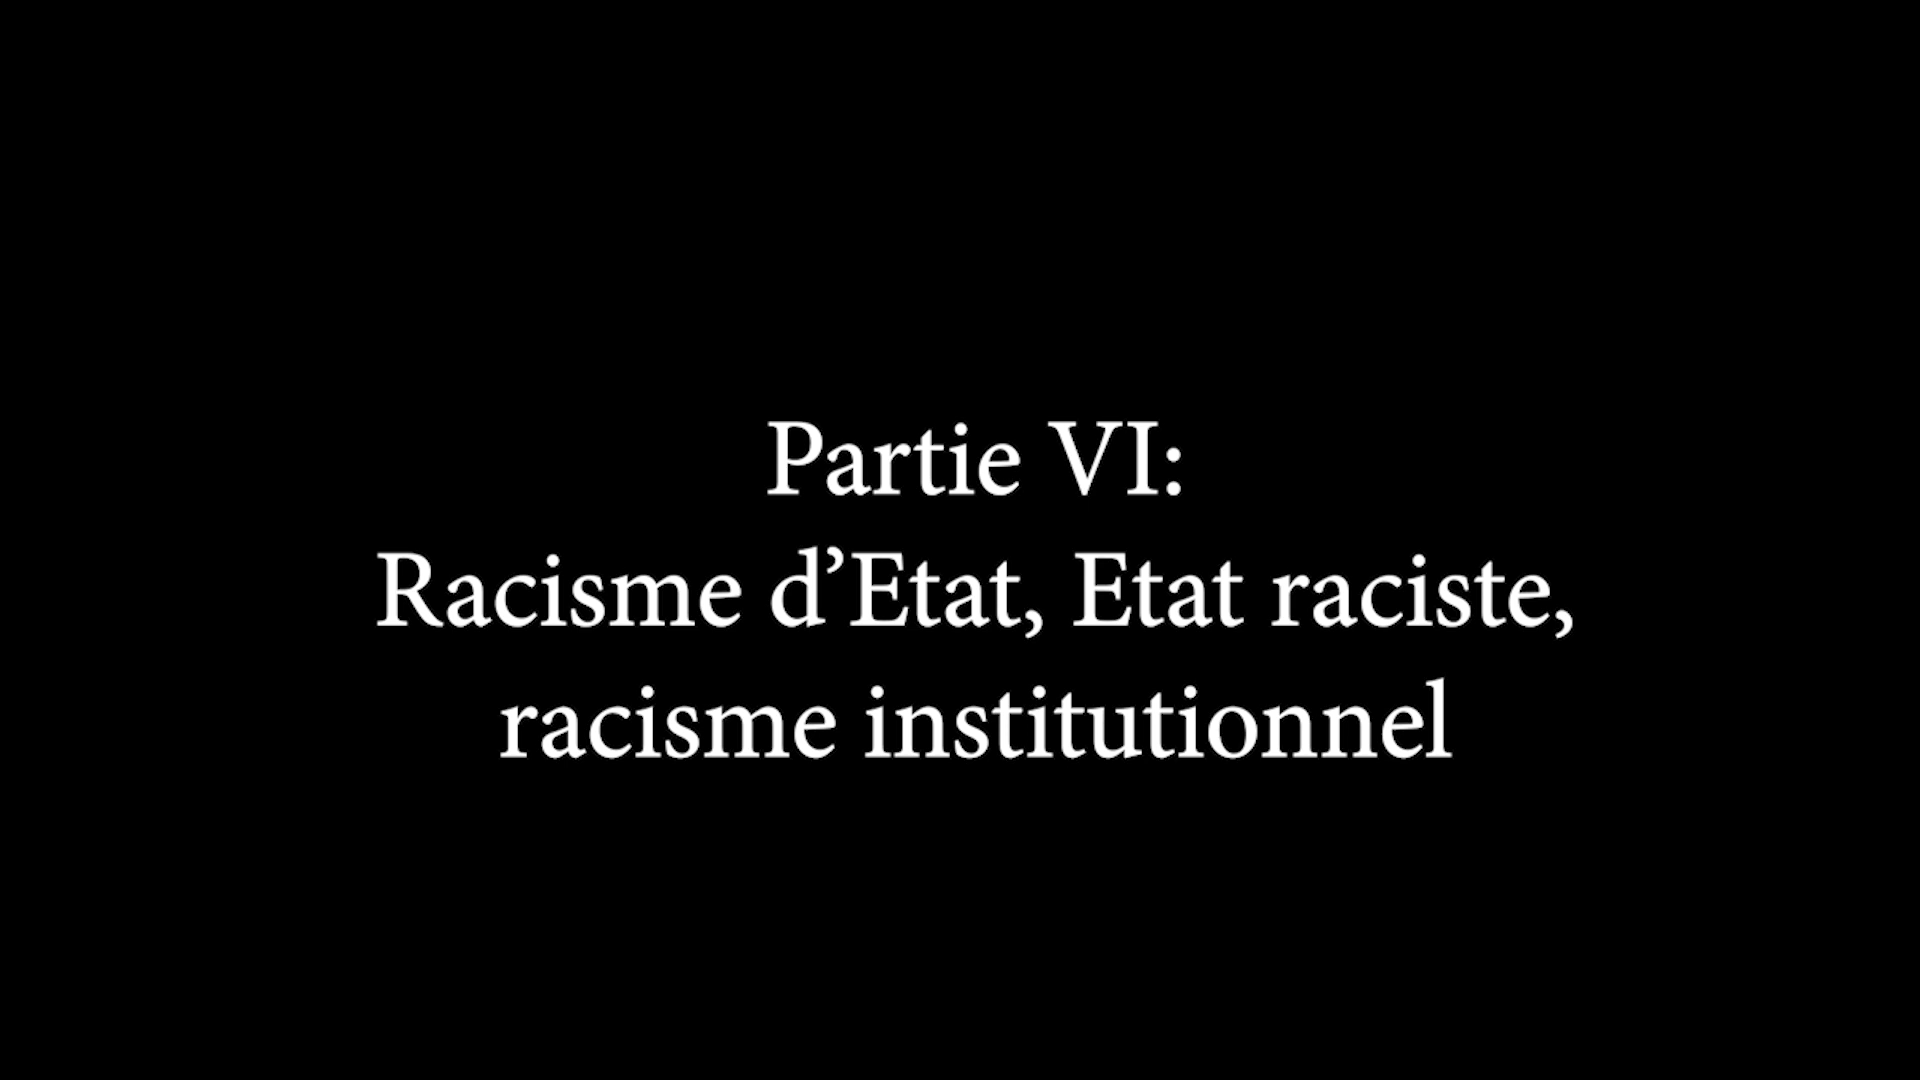 Partie VI:
Racisme d’Etat, Etat raciste,
racisme institutionnel